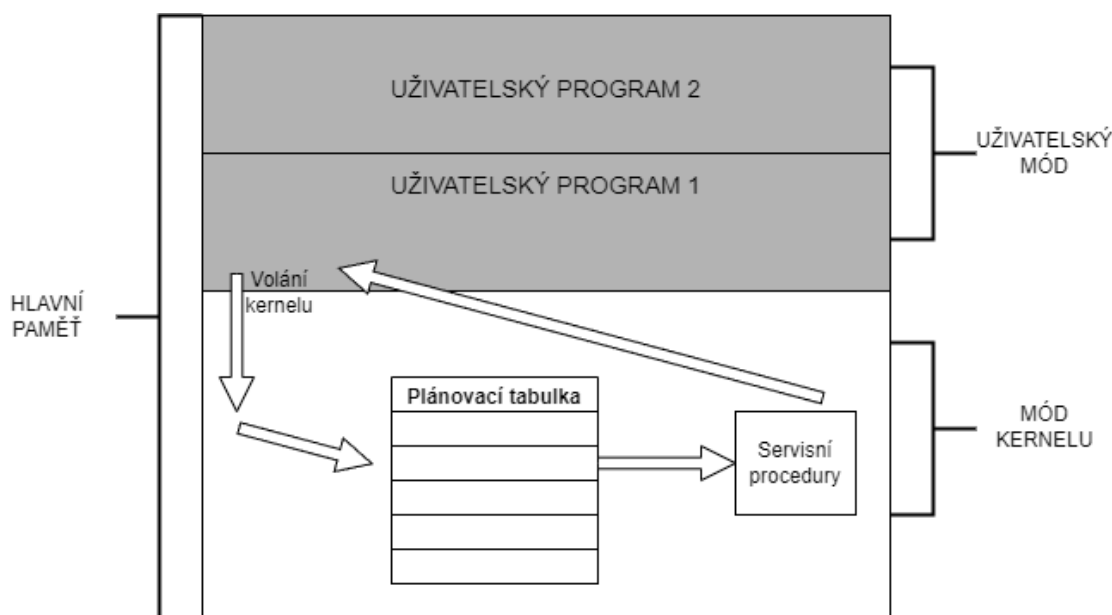 UŽIVATELSKÝ PROGRAM 2
UŽIVATELSKÝ
MÓD
UŽIVATELSKÝ PROGRAM 1
Volání
kernelu
HLAVNÍ
PAMĚŤ
Plánovací tabulka
Servisní
procedury
MÓD
KERNELU